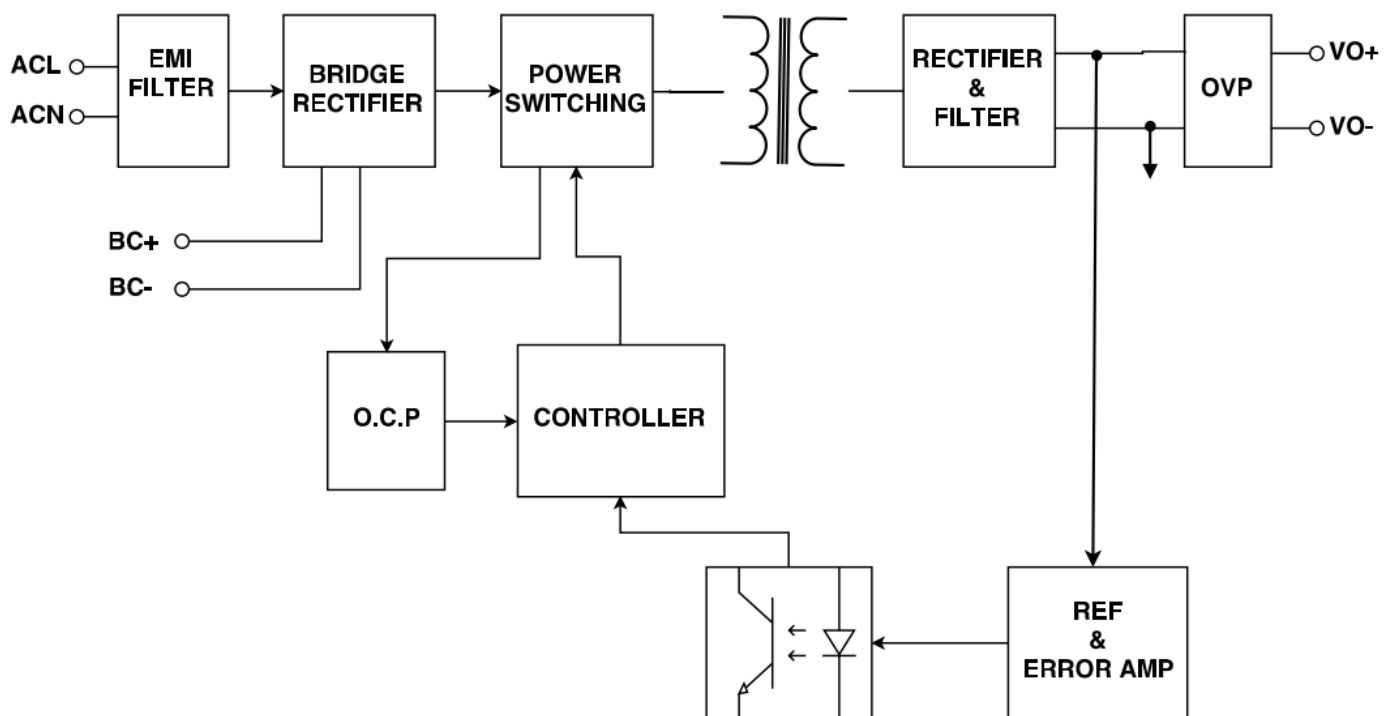 ACL
ACN
EMI
FILTER
BRIDGE
RECTIFIER
POWER
SWITCHING
RECTIFIER
&
FILTER
OVP
VO+
VO-
BC+
BC-
O.C.P
CONTROLLER
REF
&
ERROR AMP